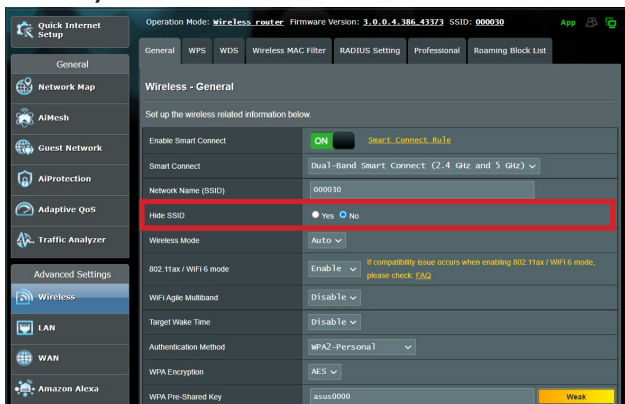 Quick Internet
Setup
Operation Mode: Wireless router Firmware Version: 3.0.0.4.386_43373 SSID: 000030
App
General
WPS
WDS
Wireless MAC Filter
RADIUS Setting
Professional
Roaming Block List
General
Network Map
AiMesh
Guest Network
AiProtection
Adaptive QoS
Traffic Analyzer
Advanced Settings
Wireless
LAN
WAN
Amazon Alexa
Wireless - General
Set up the wireless related information below.
Enable Smart Connect ON Smart Connect Rule
Smart Connect Dual-Band Smart Connect (2.4 GHz and 5 GHz)
Network Name (SSID) 000030
Hide SSID Yes No
Wireless Mode Auto
802.11ax / WiFi 6 mode Enable If compatibility issue occurs when enabling 802.11ax / WiFi 6 mode,
please check: FAQ
WiFi Agile Multiband Disable
Target Wake Time Disable
Authentication Method WPA2-Personal
WPA Encryption AES
WPA Pre-Shared Key asus0000 Weak